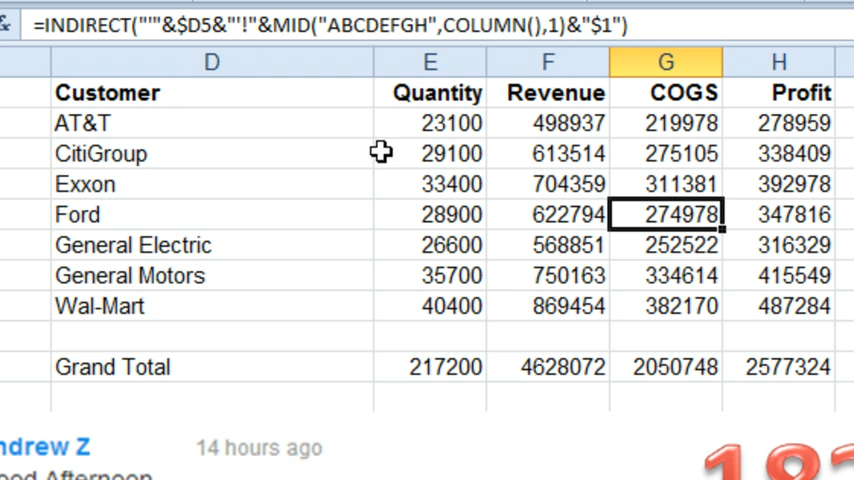 =INDIRECT("'"&$D5&"'!"&MID("ABCDEFGH",COLUMN(),1)&"$1")
D E F G H
Customer Quantity Revenue COGS Profit
AT&T 23100 498937 219978 278959
CitiGroup 29100 613514 275105 338409
Exxon 33400 704359 311381 392978
Ford 28900 622794 274978 347816
General Electric 26600 568851 252522 316329
General Motors 35700 750163 334614 415549
Wal-Mart 40400 869454 382170 487284
Grand Total 217200 4628072 2050748 2577324
ndrew Z 14 hours ago
ood Afternoon